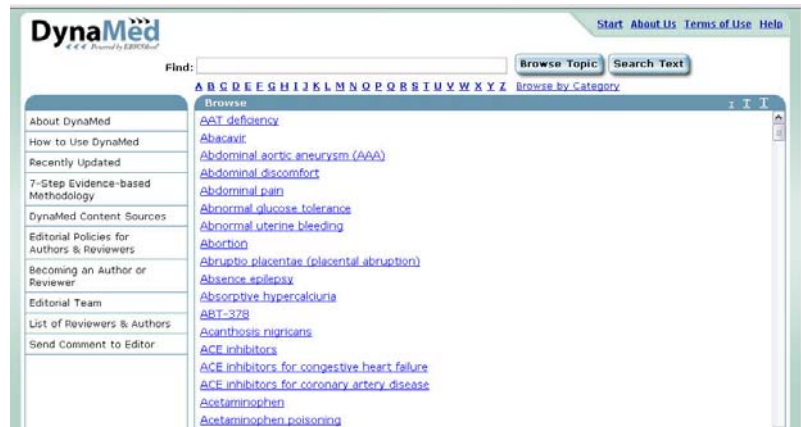 DynaMed
Powered by EBSCOhost
Start About Us Terms of Use Help
Find:
Browse Topic
Search Text
A B C D E F G H I J K L M N O P Q R S T U V W X Y Z
Browse by Category
Browse
T T T
About DynaMed
How to Use DynaMed
Recently Updated
7-Step Evidence-based
Methodology
DynaMed Content Sources
Editorial Policies for
Authors & Reviewers
Becoming an Author or
Reviewer
Editorial Team
List of Reviewers & Authors
Send Comment to Editor
AAT deficiency
Abacavir
Abdominal aortic aneurysm (AAA)
Abdominal discomfort
Abdominal pain
Abnormal glucose tolerance
Abnormal uterine bleeding
Abortion
Abruptio placentae (placental abruption)
Absence epilepsy
Absorptive hypercalciuria
ABT-378
Acanthosis nigricans
ACE inhibitors
ACE inhibitors for congestive heart failure
ACE inhibitors for coronary artery disease
Acetaminophen
Acetaminophen poisoning